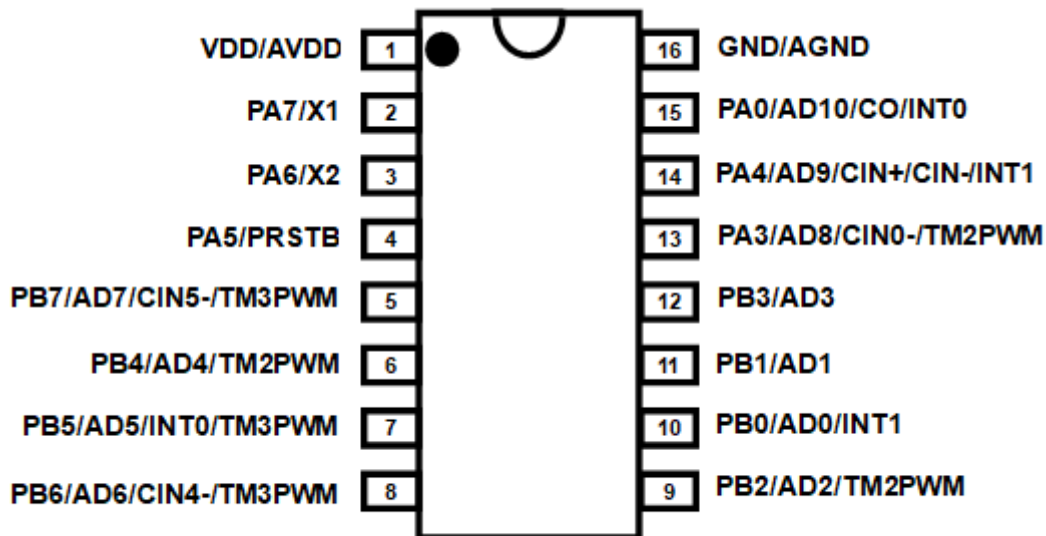 VDD/AVDD 1 16 GND/AGND
PA7/X1 2 15 PA0/AD10/CO/INT0
PA6/X2 3 14 PA4/AD9/CIN+/CIN-/INT1
PA5/PRSTB 4 13 PA3/AD8/CIN0-/TM2PWM
PB7/AD7/CIN5-/TM3PWM 5 12 PB3/AD3
PB4/AD4/TM2PWM 6 11 PB1/AD1
PB5/AD5/INT0/TM3PWM 7 10 PB0/AD0/INT1
PB6/AD6/CIN4-/TM3PWM 8 9 PB2/AD2/TM2PWM